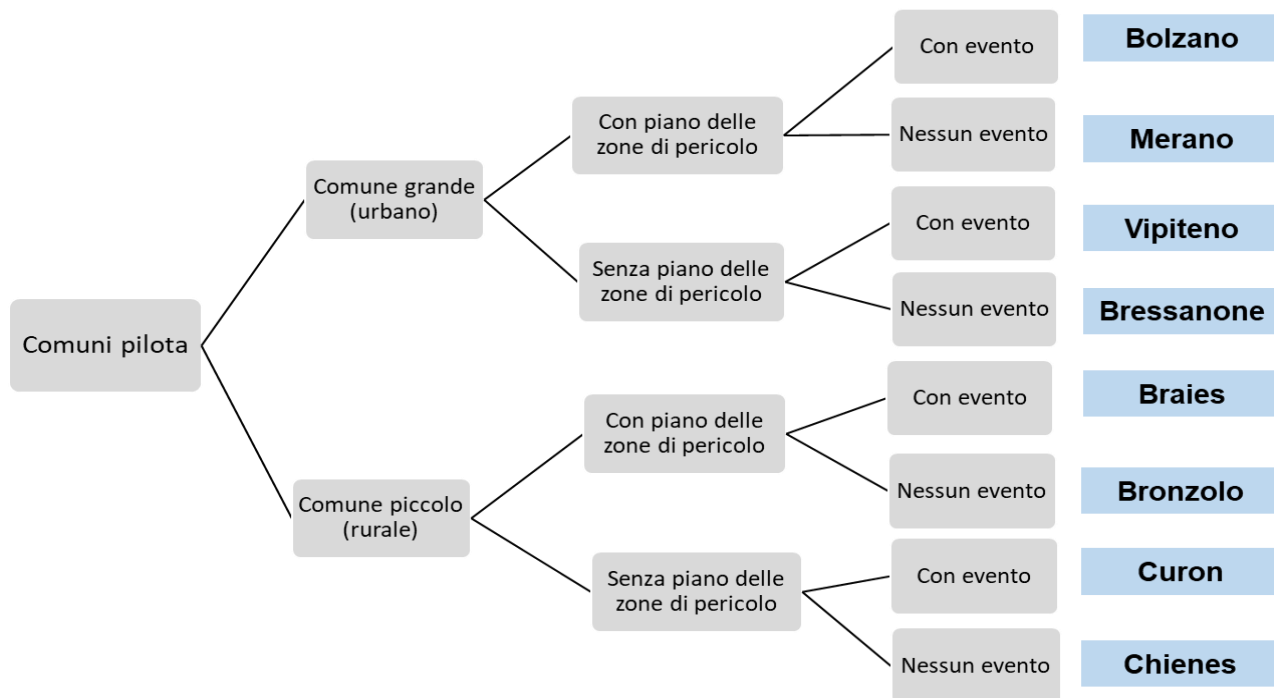 Comuni pilota
Comune grande
(urbano)
Con piano delle
zone di pericolo
Con evento
Bolzano
Nessun evento
Merano
Senza piano delle
zone di pericolo
Con evento
Vipiteno
Nessun evento
Bressanone
Comune piccolo
(rurale)
Con piano delle
zone di pericolo
Con evento
Braies
Nessun evento
Bronzolo
Senza piano delle
zone di pericolo
Con evento
Curon
Nessun evento
Chienes